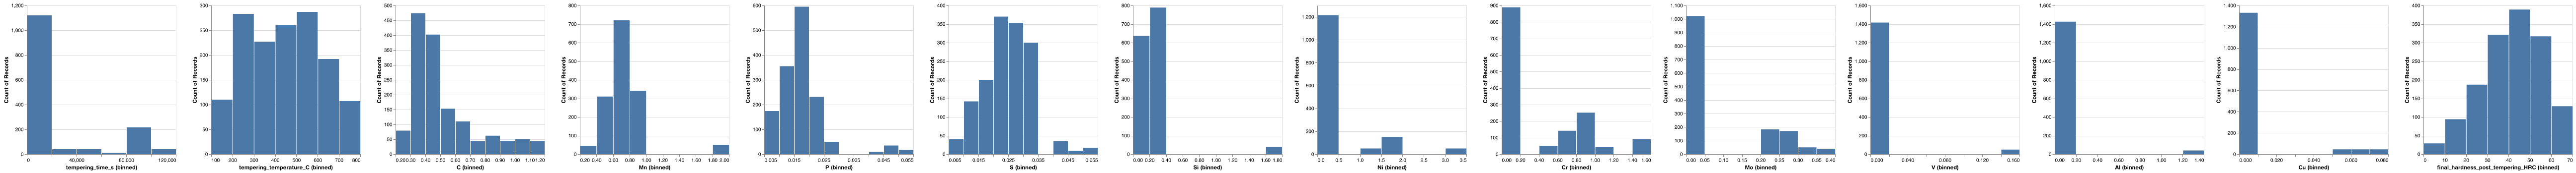 Count of Records
1,200
1,000
800
600
400
200
0
0 40,000 80,000 120,000
tempering_time_s (binned)
Count of Records
300
250
200
150
100
50
0
100 200 300 400 500 600 700 800
tempering_temperature_C (binned)
Count of Records
500
450
400
350
300
250
200
150
100
50
0
0.20 0.30 0.40 0.50 0.60 0.70 0.80 0.90 1.00 1.10 1.20
C (binned)
Count of Records
800
700
600
500
400
300
200
100
0
0.20 0.40 0.60 0.80 1.00 1.20 1.40 1.60 1.80 2.00
Mn (binned)
Count of Records
600
500
400
300
200
100
0
0.005 0.015 0.025 0.035 0.045 0.055
P (binned)
Count of Records
400
350
300
250
200
150
100
50
0
0.005 0.015 0.025 0.035 0.045 0.055
S (binned)
Count of Records
800
700
600
500
400
300
200
100
0
0.00 0.20 0.40 0.60 0.80 1.00 1.20 1.40 1.60 1.80
Si (binned)
Count of Records
1,200
1,000
800
600
400
200
0
0.0 0.5 1.0 1.5 2.0 2.5 3.0 3.5
Ni (binned)
Count of Records
900
800
700
600
500
400
300
200
100
0
0.00 0.20 0.40 0.60 0.80 1.00 1.20 1.40 1.60
Cr (binned)
Count of Records
1,100
1,000
900
800
700
600
500
400
300
200
100
0
0.00 0.05 0.10 0.15 0.20 0.25 0.30 0.35 0.40
Mo (binned)
Count of Records
1,600
1,400
1,200
1,000
800
600
400
200
0
0.000 0.040 0.080 0.120 0.160
V (binned)
Count of Records
1,600
1,400
1,200
1,000
800
600
400
200
0
0.00 0.20 0.40 0.60 0.80 1.00 1.20 1.40
Al (binned)
Count of Records
1,400
1,200
1,000
800
600
400
200
0
0.000 0.020 0.040 0.060 0.080
Cu (binned)
Count of Records
400
350
300
250
200
150
100
50
0
0 10 20 30 40 50 60 70
final_hardness_post_tempering_HRC (binned)